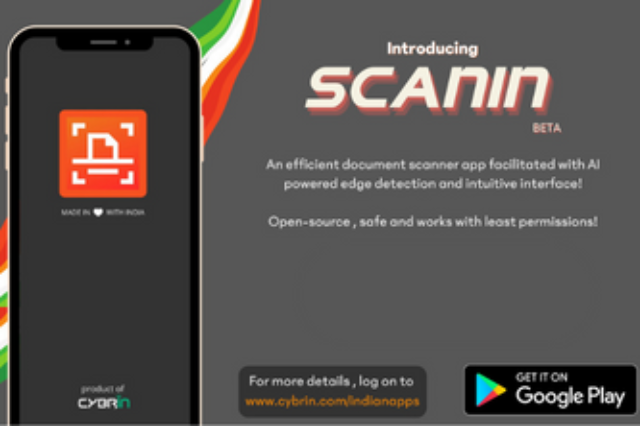 Introducing
SCANIN
BETA
An efficient document scanner app facilitated with AI
powered edge detection and intuitive interface!
Open-source , safe and works with least permissions!
MADE IN 🤍 WITH INDIA
product of
CYBRIN
For more details , log on to
www.cybrin.com/indianapps
GET IT ON
Google Play